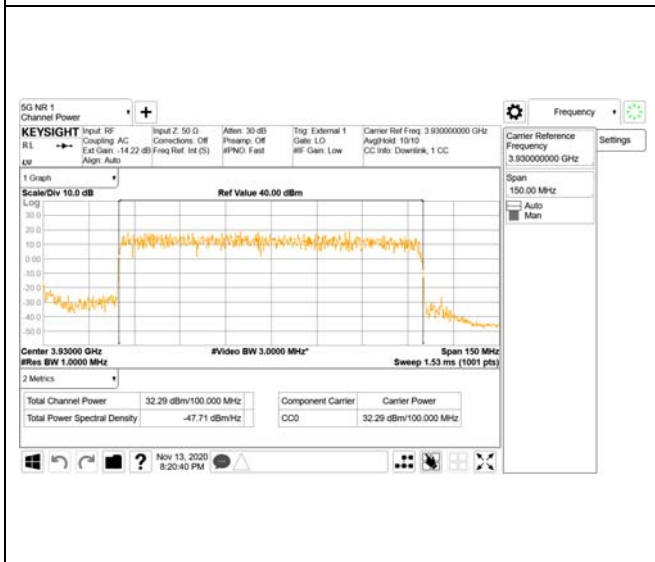 5G NR 1
Channel Power
+
Frequency
KEYSIGHT Input: RF Input Z: 50 Ω Atten: 30 dB Trig: External 1 Carrier Ref Freq: 3.930000000 GHz
RL Coupling: AC Corrections: Off Preamp: Off Gate: LO Avg|Hold: 10/10
Ext Gain: -14.22 dB Freq Ref: Int (S) #PNO: Fast #IF Gain: Low CC Info: Downlink, 1 CC
Align: Auto
Carrier Reference
Frequency
3.930000000 GHz
Settings
Span
150.00 MHz
Auto
Man
1 Graph
Scale/Div 10.0 dB Ref Value 40.00 dBm
Log
30.0
20.0
10.0
0.00
-10.0
-20.0
-30.0
-40.0
-50.0
Center 3.93000 GHz #Video BW 3.0000 MHz* Span 150 MHz
#Res BW 1.0000 MHz Sweep 1.53 ms (1001 pts)
2 Metrics
Total Channel Power 32.29 dBm/100.000 MHz Component Carrier Carrier Power
Total Power Spectral Density -47.71 dBm/Hz CC0 32.29 dBm/100.000 MHz
? Nov 13, 2020
8:20:40 PM